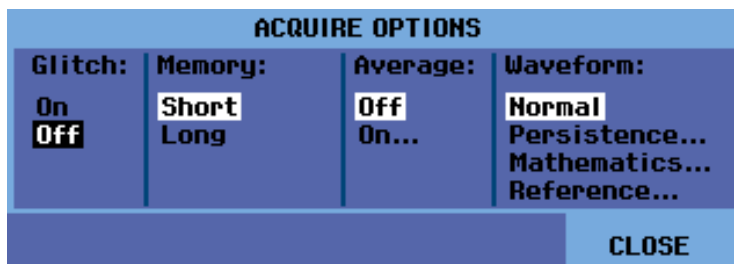 ACQUIRE OPTIONS
Glitch: Memory: Average: Waveform:
On Short Off Normal
Off Long On... Persistence...
Mathematics...
Reference...
CLOSE